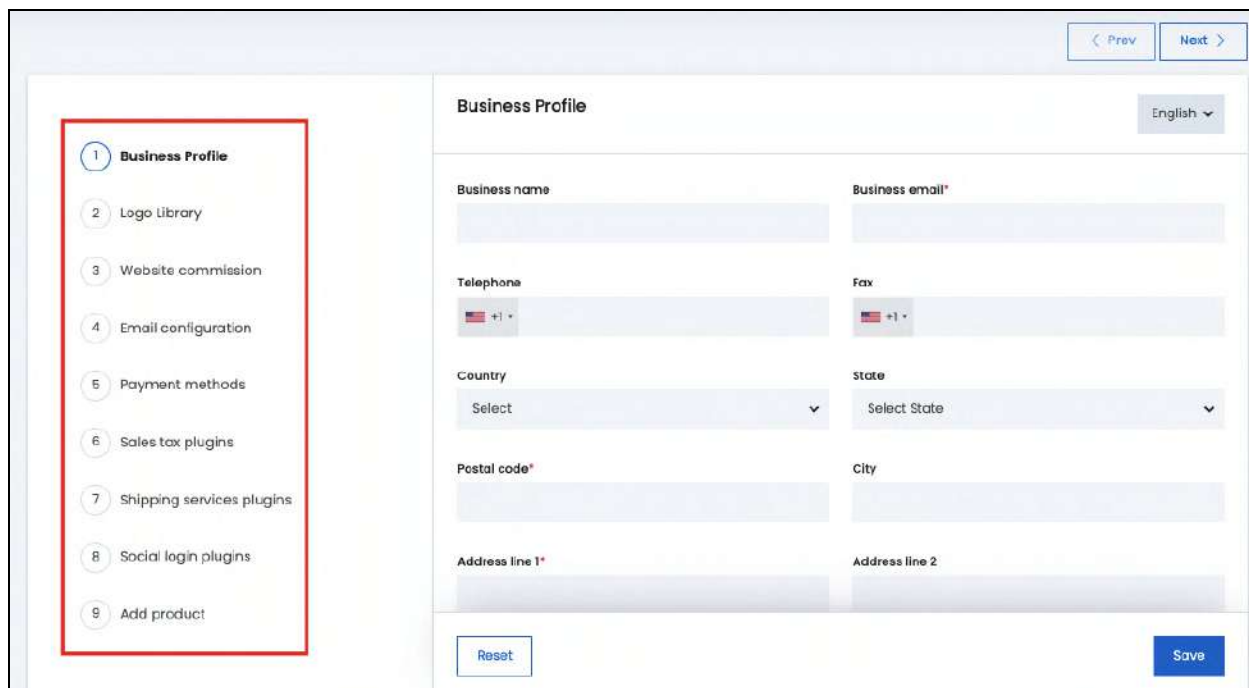 Prev
Next
1 Business Profile
2 Logo Library
3 Website commission
4 Email configuration
5 Payment methods
6 Sales tax plugins
7 Shipping services plugins
8 Social login plugins
9 Add product
Business Profile
English
Business name
Business email*
Telephone
Fax
+1
+1
Country
State
Select
Select State
Postal code*
City
Address line 1*
Address line 2
Reset
Save